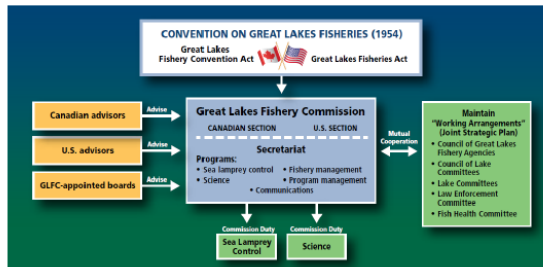 CONVENTION ON GREAT LAKES FISHERIES (1954)
Great Lakes
Fishery Convention Act
Great Lakes Fisheries Act
Canadian advisors
Advise
U.S. advisors
Advise
GLFC-appointed boards
Advise
Great Lakes Fishery Commission
CANADIAN SECTION
U.S. SECTION
Secretariat
Programs:
• Sea lamprey control
• Fishery management
• Science
• Program management
• Communications
Mutual
Cooperation
Maintain
"Working Arrangements"
(Joint Strategic Plan)
• Council of Great Lakes
Fishery Agencies
• Council of Lake
Committees
• Lake Committees
• Law Enforcement
Committee
• Fish Health Committee
Commission Duty
Commission Duty
Sea Lamprey
Control
Science